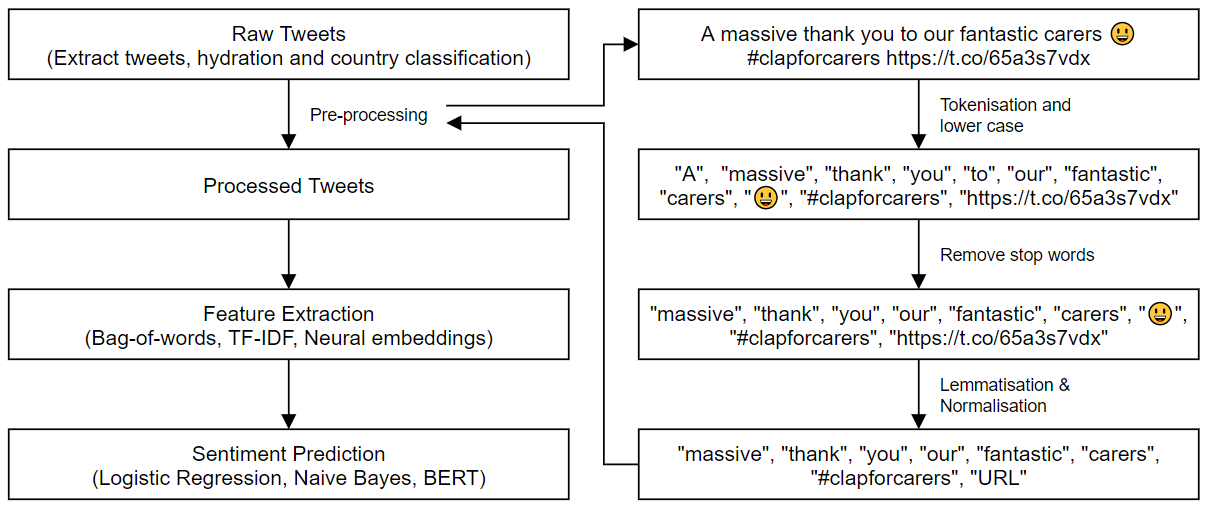 Raw Tweets
(Extract tweets, hydration and country classification)
Pre-processing
Processed Tweets
Feature Extraction
(Bag-of-words, TF-IDF, Neural embeddings)
Sentiment Prediction
(Logistic Regression, Naive Bayes, BERT)
A massive thank you to our fantastic carers 😃
#clapforcarers https://t.co/65a3s7vdx
Tokenisation and
lower case
"A", "massive", "thank", "you", "to", "our", "fantastic",
"carers", "😃", "#clapforcarers", "https://t.co/65a3s7vdx"
Remove stop words
"massive", "thank", "you", "our", "fantastic", "carers", "😃",
"#clapforcarers", "https://t.co/65a3s7vdx"
Lemmatisation &
Normalisation
"massive", "thank", "you", "our", "fantastic", "carers",
"#clapforcarers", "URL"